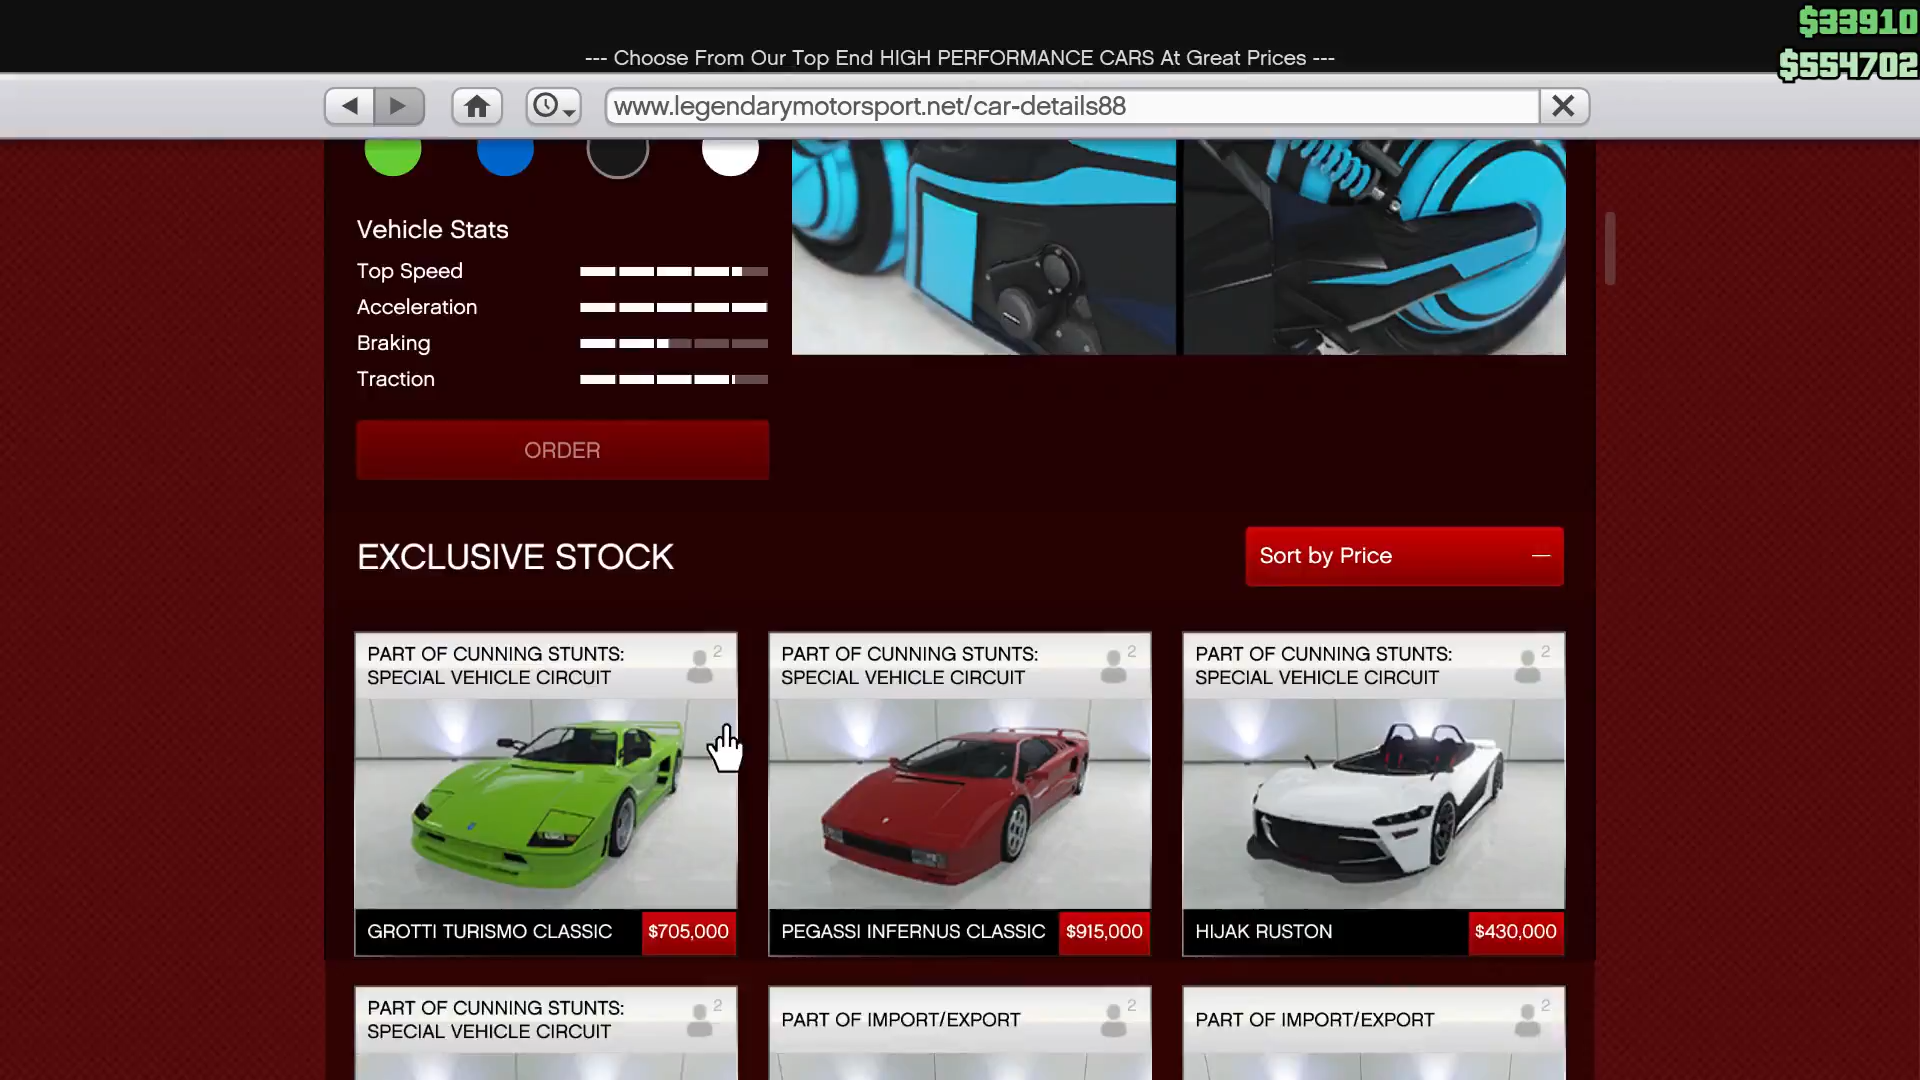 $33910
--- Choose From Our Top End HIGH PERFORMANCE CARS At Great Prices ---
$554702
www.legendarymotorsport.net/car-details88
Vehicle Stats
Top Speed
Acceleration
Braking
Traction
ORDER
EXCLUSIVE STOCK
Sort by Price
PART OF CUNNING STUNTS:
SPECIAL VEHICLE CIRCUIT
2
GROTTI TURISMO CLASSIC
$705,000
PART OF CUNNING STUNTS:
SPECIAL VEHICLE CIRCUIT
2
PEGASSI INFERNUS CLASSIC
$915,000
PART OF CUNNING STUNTS:
SPECIAL VEHICLE CIRCUIT
2
HIJAK RUSTON
$430,000
PART OF CUNNING STUNTS:
SPECIAL VEHICLE CIRCUIT
2
PART OF IMPORT/EXPORT
2
PART OF IMPORT/EXPORT
2